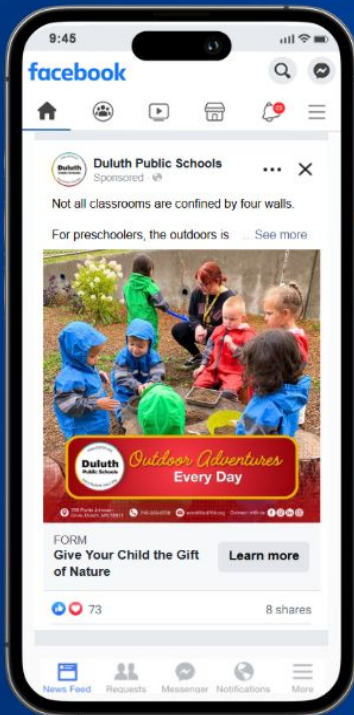 9:45
facebook
Duluth Public Schools
Sponsored
Not all classrooms are confined by four walls.
For preschoolers, the outdoors is ...See more
Duluth
Public Schools
Outdoor Adventures
Every Day
FORM
Give Your Child the Gift
of Nature
Learn more
73
8 shares
News Feed
Requests
Messenger
Notifications
More